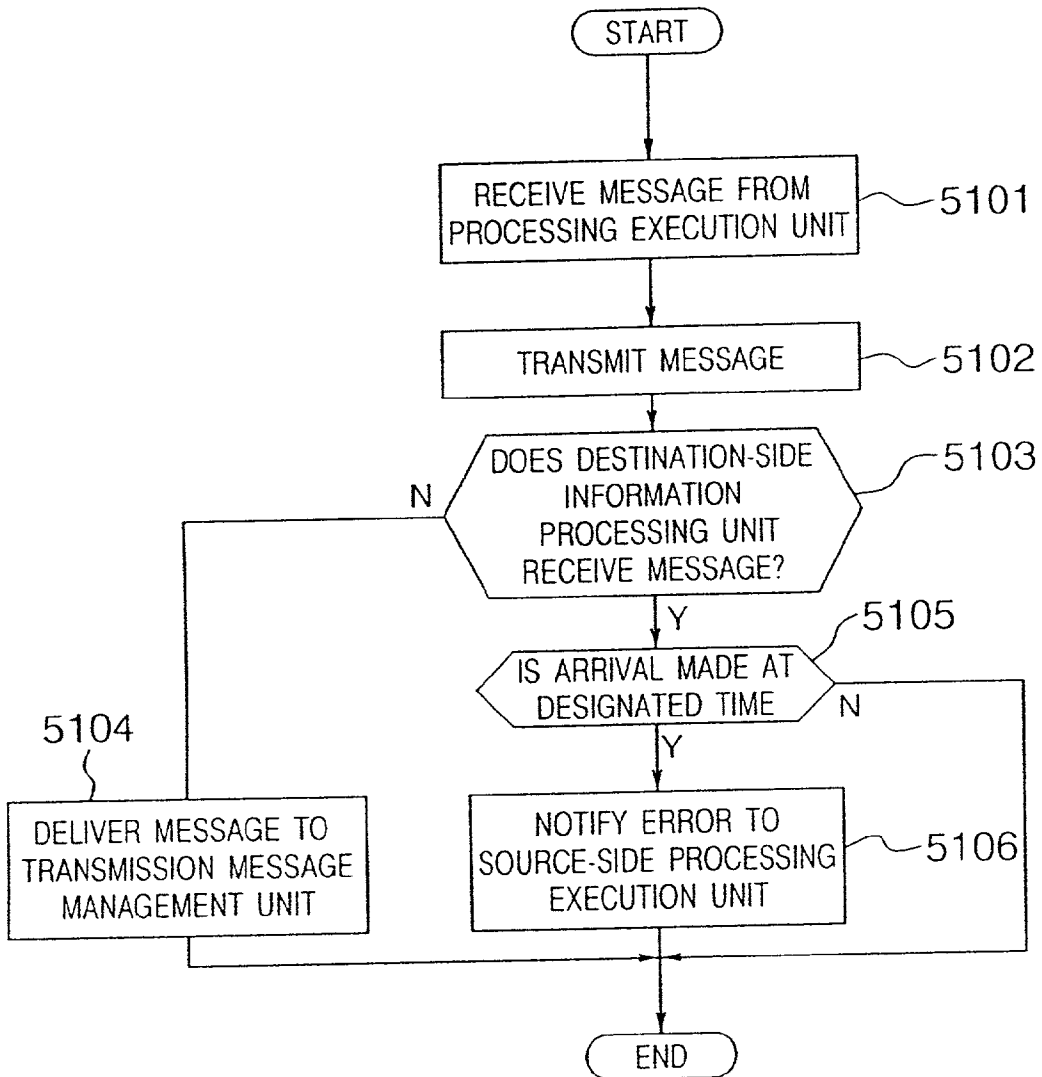 START
RECEIVE MESSAGE FROM
PROCESSING EXECUTION UNIT
5101
TRANSMIT MESSAGE
5102
DOES DESTINATION-SIDE
INFORMATION
PROCESSING UNIT
RECEIVE MESSAGE?
5103
N
Y
IS ARRIVAL MADE AT
DESIGNATED TIME
5105
N
Y
5104
DELIVER MESSAGE TO
TRANSMISSION MESSAGE
MANAGEMENT UNIT
NOTIFY ERROR TO
SOURCE-SIDE PROCESSING
EXECUTION UNIT
5106
END